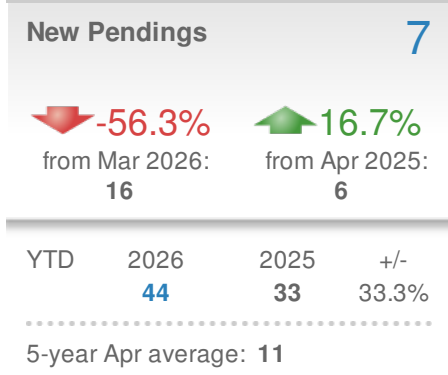 New Pendings 7
-56.3% 16.7%
from Mar 2026: from Apr 2025:
16 6
YTD 2026 2025 +/-
44 33 33.3%
5-year Apr average: 11